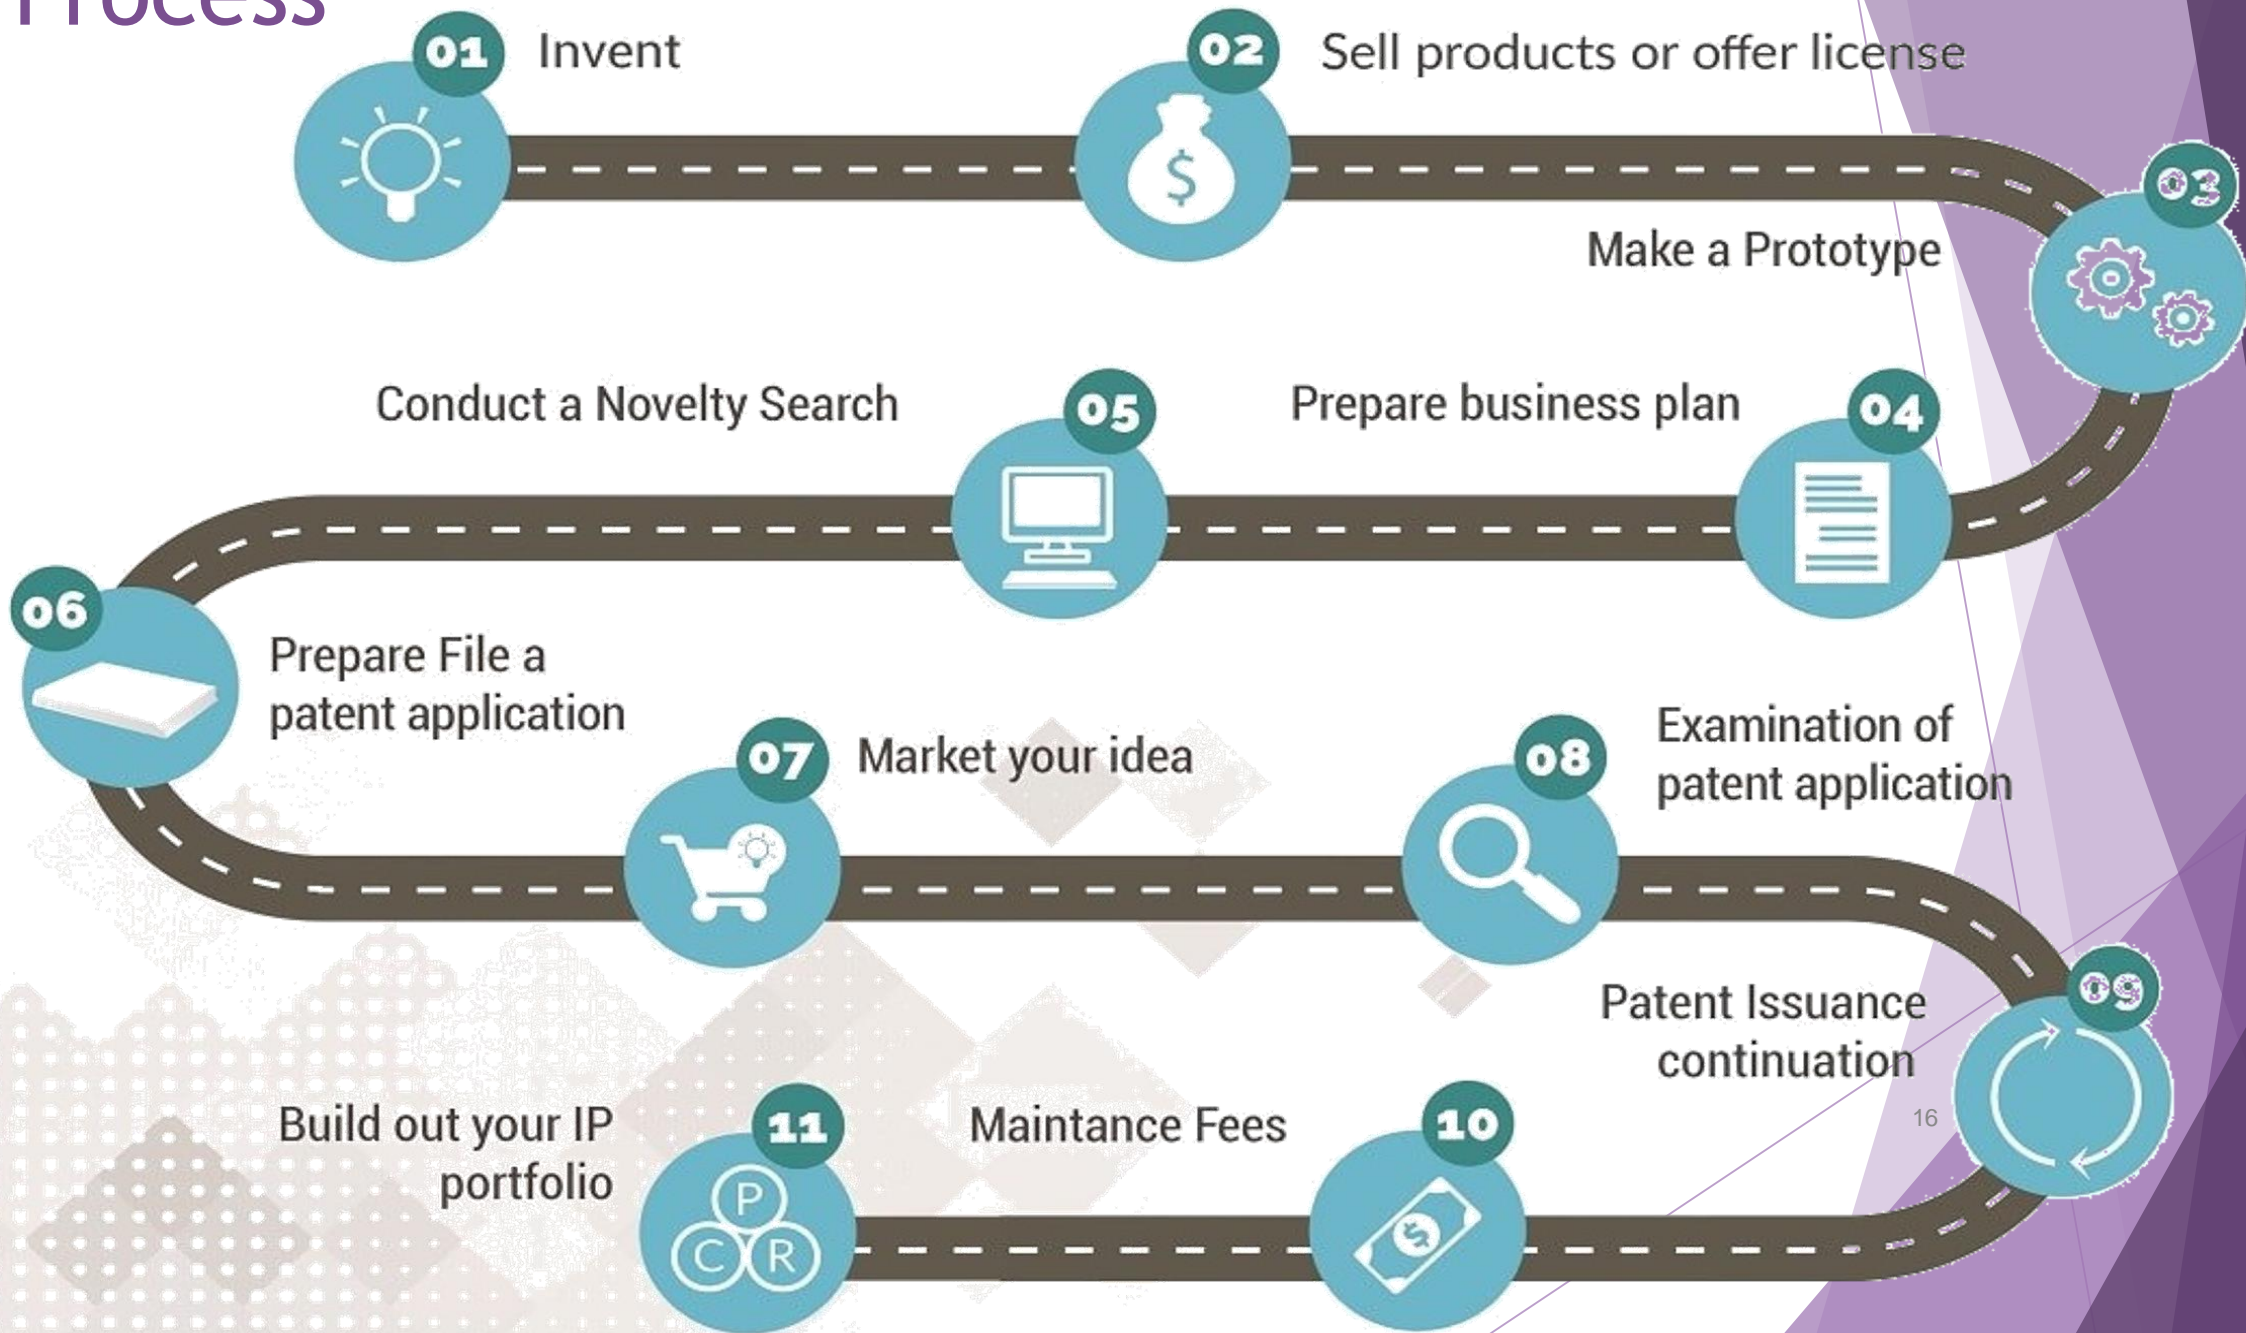 Process
01 Invent
02 Sell products or offer license
03
Make a Prototype
Prepare business plan 04
Conduct a Novelty Search 05
06
Prepare File a
patent application
07 Market your idea
08 Examination of
patent application
09
Patent Issuance
continuation
16
Maintance Fees 10
Build out your IP 11
portfolio
$
P
C R
$